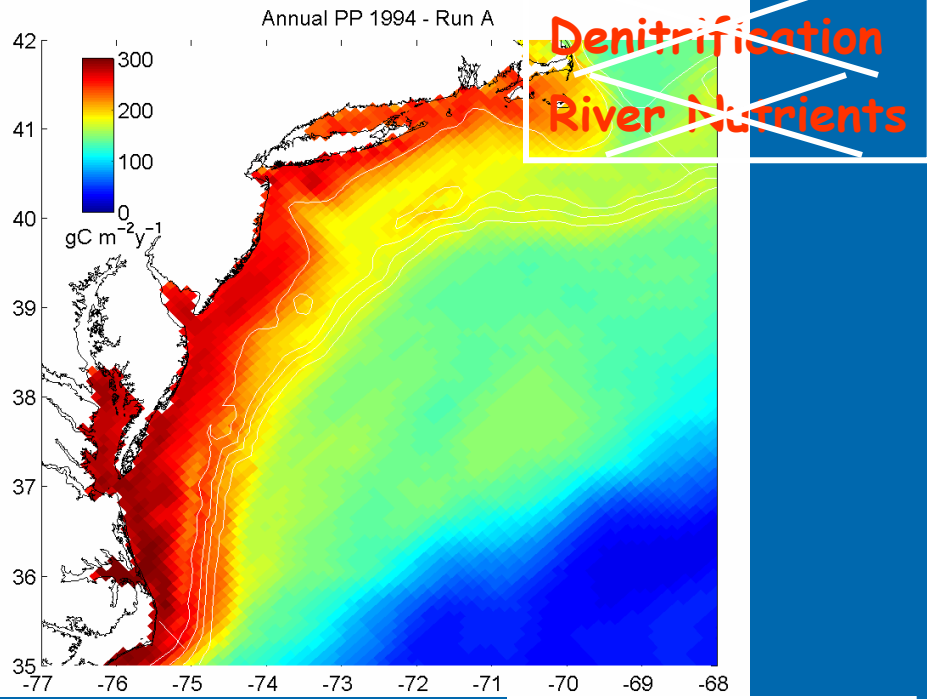 Annual PP 1994 - Run A
Denitrification
River Nutrients
42
41
40
39
38
37
36
35
300
200
100
0
gC m−2y−1
-77 -76 -75 -74 -73 -72 -71 -70 -69 -68